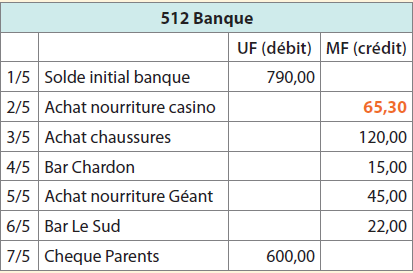 512 Banque
UF (débit) MF (crédit)
1/5 Solde initial banque 790,00
2/5 Achat nourriture casino 65,30
3/5 Achat chaussures 120,00
4/5 Bar Chardon 15,00
5/5 Achat nourriture Géant 45,00
6/5 Bar Le Sud 22,00
7/5 Cheque Parents 600,00